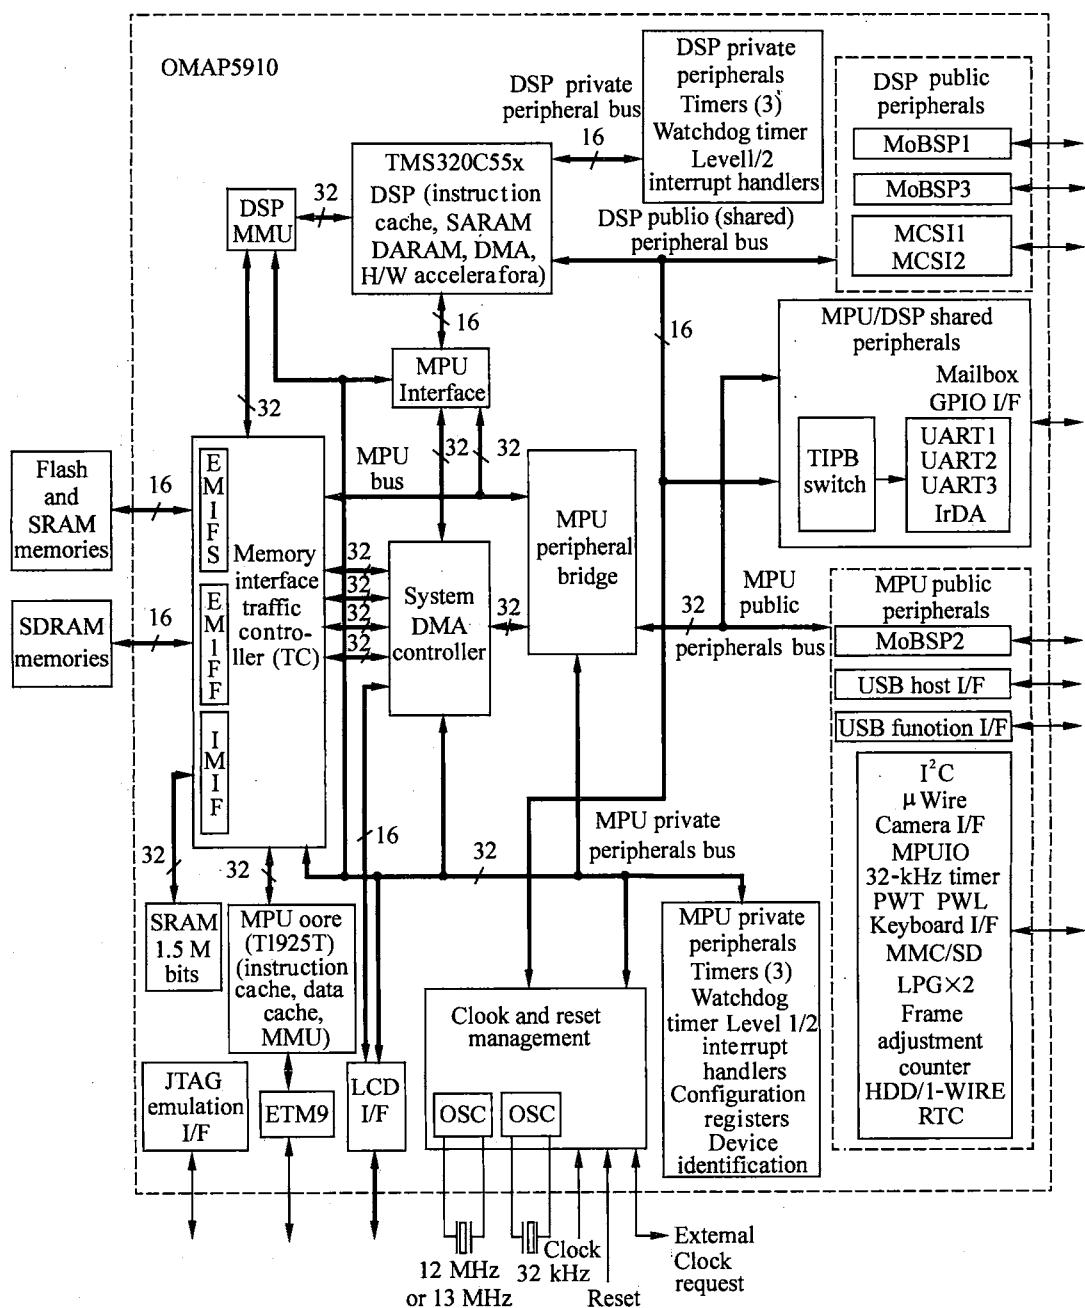 OMAP5910
DSP private
peripheral bus
16
DSP private
peripherals
Timers (3)
Watchdog timer
Level1/2
interrupt handlers
DSP public
peripherals
MoBSP1
MoBSP3
MCSI1
MCSI2
TMS320C55x
DSP (instruction
cache, SARAM
DARAM, DMA,
H/W accelerafora)
DSP
MMU
32
DSP publio (shared)
peripheral bus
16
16
MPU
Interface
32
32
32
MPU
bus
MPU/DSP shared
peripherals
Mailbox
GPIO I/F
TIPB
switch
UART1
UART2
UART3
IrDA
Flash
and
SRAM
memories
16
SDRAM
memories
16
EMIFS
EM1FF
IMIF
Memory
interface
traffic
contro-
ller (TC)
32
32
32
32
System
DMA
controller
32
MPU
peripheral
bridge
32
MPU public
peripherals bus
MPU public
peripherals
MoBSP2
USB host I/F
USB funotion I/F
I²C
μWire
Camera I/F
MPUIO
32-kHz timer
PWT PWL
Keyboard I/F
MMC/SD
LPG×2
Frame
adjustment
counter
HDD/1-WIRE
RTC
32
32
16
32
MPU private
peripherals bus
SRAM
1.5 M
bits
MPU oore
(T1925T)
(instruction
cache, data
cache,
MMU)
JTAG
emulation
I/F
ETM9
LCD
I/F
Clook and reset
management
OSC
OSC
MPU private
peripherals
Timers (3)
Watchdog
timer Level 1/2
interrupt
handlers
Configuration
registers
Device
identification
12 MHz
or 13 MHz
32 kHz
Clock
Reset
External
Clock
request